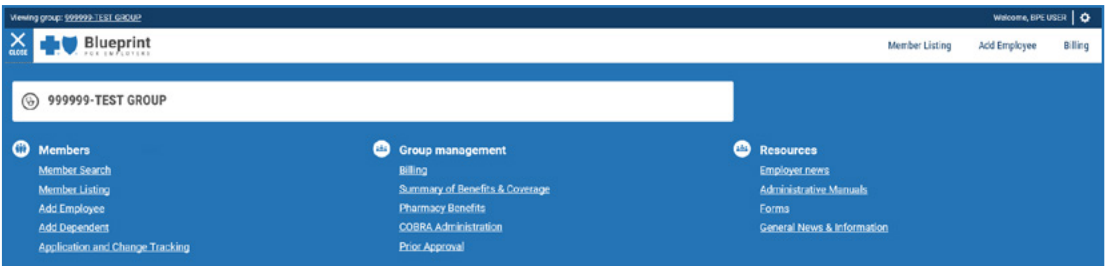 Viewing group: 999999-TEST GROUP
Welcome, BPE USER
CLOSE
Blueprint
FOR EMPLOYERS
Member Listing
Add Employee
Billing
999999-TEST GROUP
Members
Member Search
Member Listing
Add Employee
Add Dependent
Application and Change Tracking
Group management
Billing
Summary of Benefits & Coverage
Pharmacy Benefits
COBRA Administration
Prior Approval
Resources
Employer news
Administrative Manuals
Forms
General News & Information